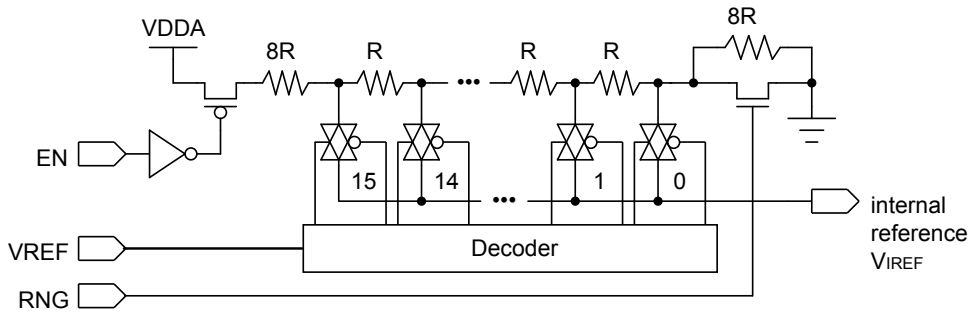 VDDA
8R
R
R
R
8R
•••
EN
15
14
1
0
•••
internal
reference
VIREF
VREF
Decoder
RNG